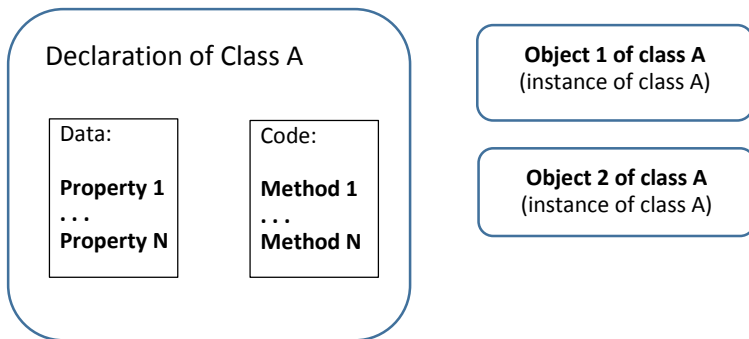 Declaration of Class A
Data:
Property 1
. . .
Property N
Code:
Method 1
. . .
Method N
Object 1 of class A
(instance of class A)
Object 2 of class A
(instance of class A)